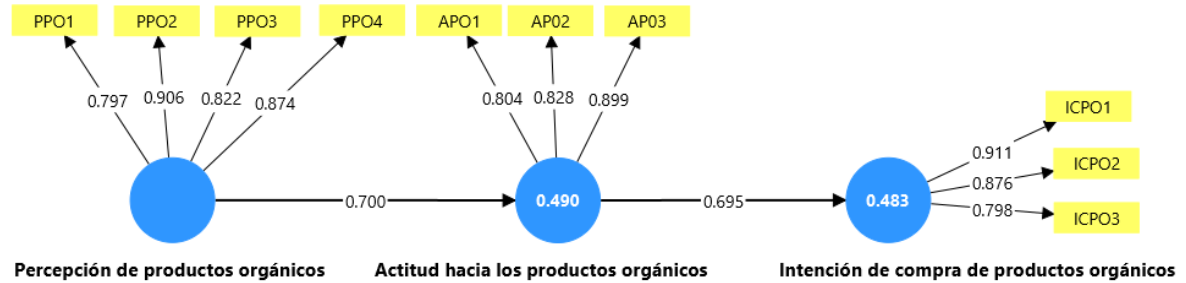 PPO1 PPO2 PPO3 PPO4 APO1 AP02 AP03
0.797 0.906 0.822 0.874 0.804 0.828 0.899
ICPO1
0.911
ICPO2
0.876
0.700 0.490 0.695 0.483
0.798
ICPO3
Percepción de productos orgánicos Actitud hacia los productos orgánicos Intención de compra de productos orgánicos